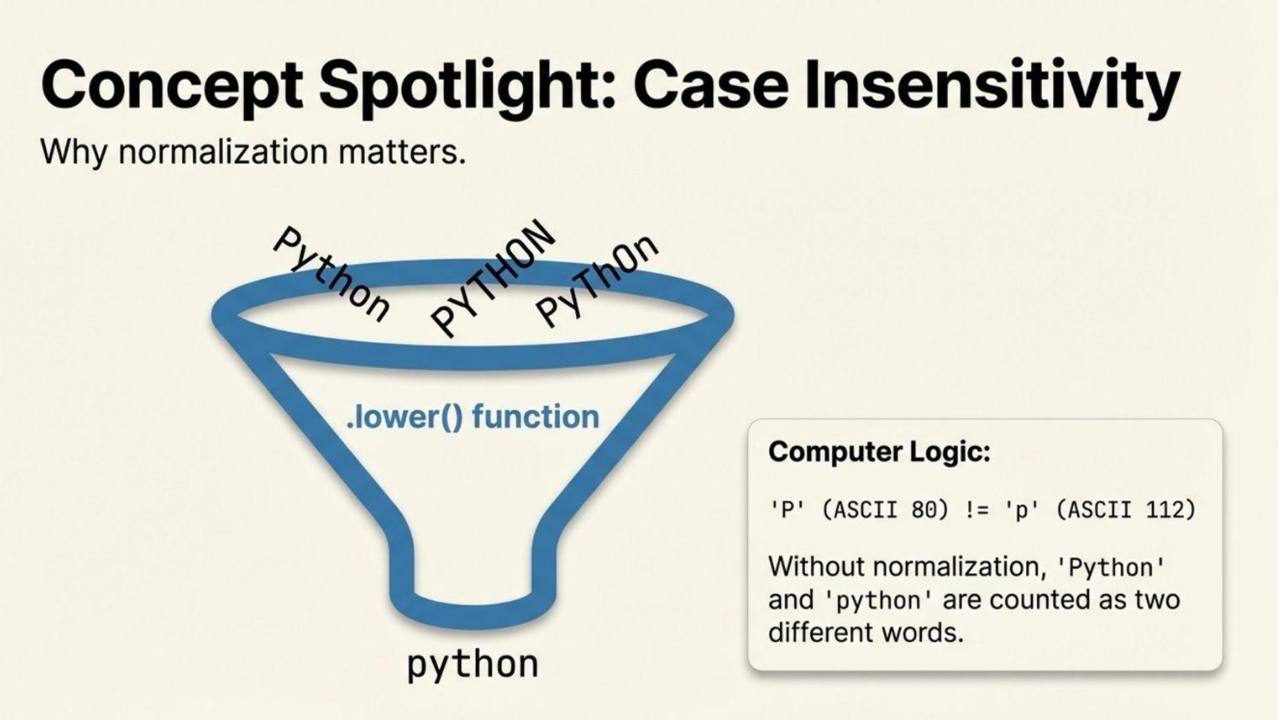 Concept Spotlight: Case Insensitivity
Why normalization matters.
Python
PYTHON
PyThOn
.lower() function
python
Computer Logic:
'P' (ASCII 80) != 'p' (ASCII 112)
Without normalization, 'Python'
and 'python' are counted as two
different words.